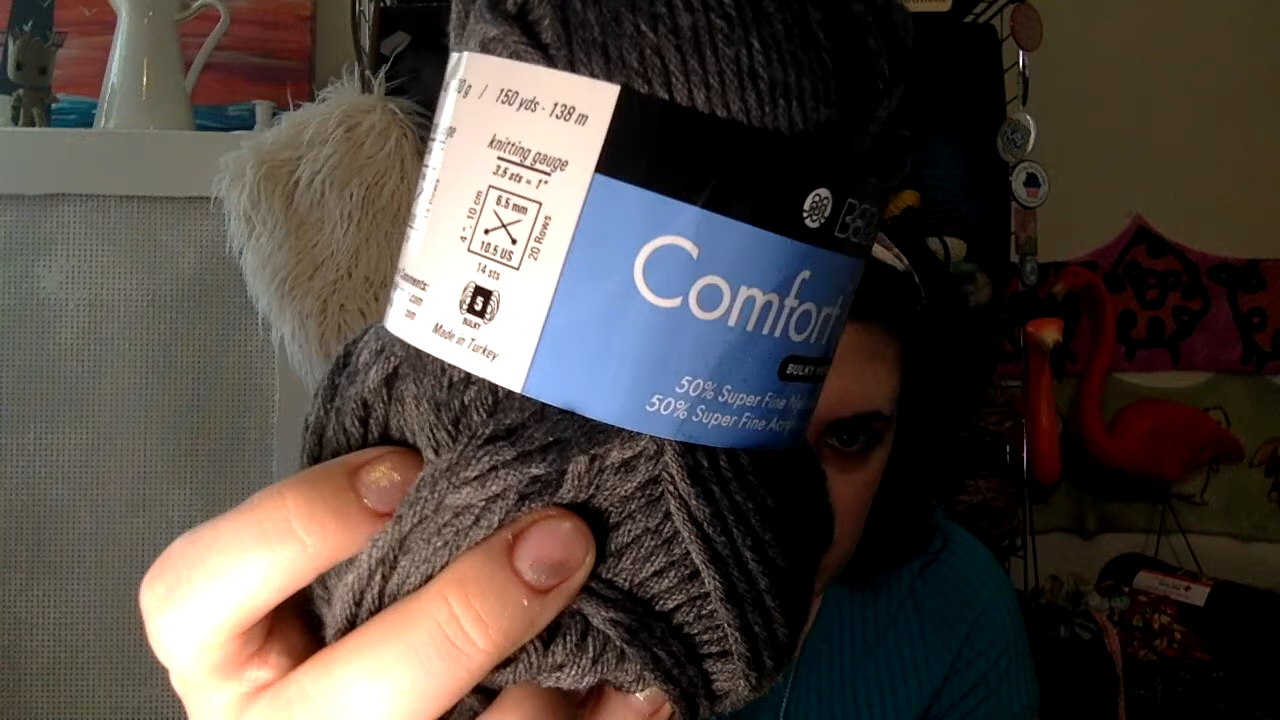 / 150 yds - 138 m
knitting gauge
3.5 sts = 1"
4" - 10 cm
6.5 mm
10.5 US
20 Rows
14 sts
5
BULKY
Made in Turkey
Comfort
BULKY
50% Super Fine
50% Super Fine